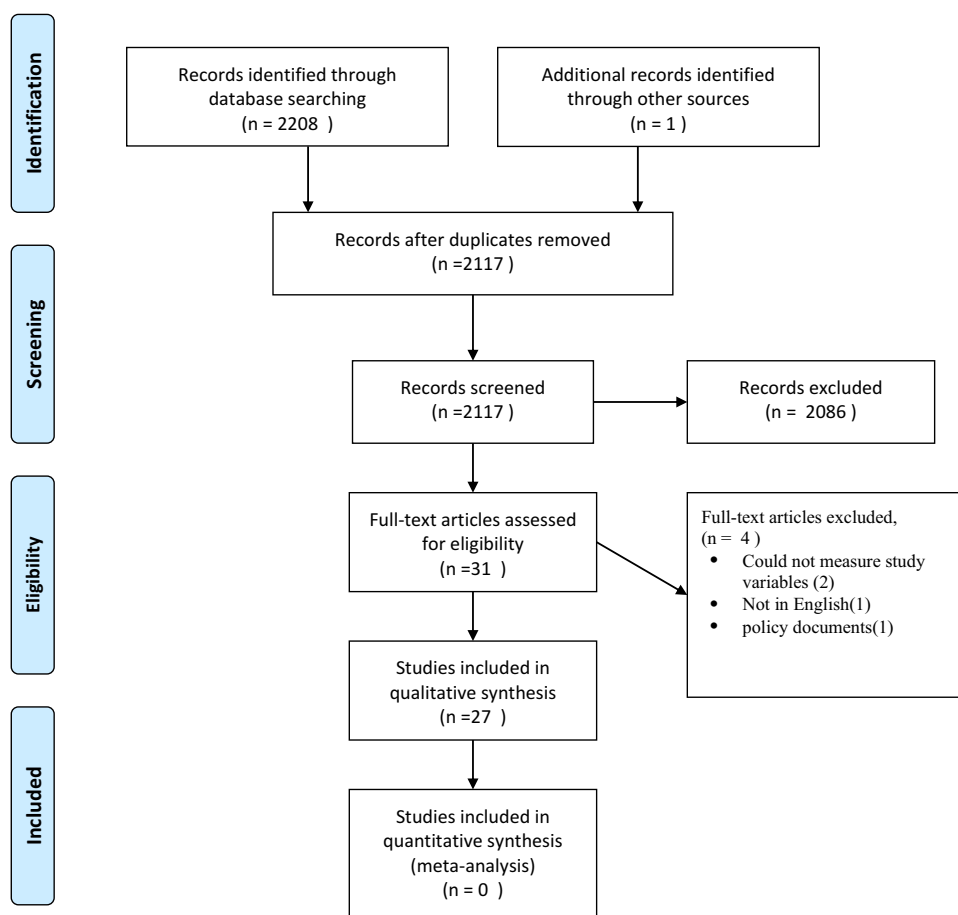 Identification
Records identified through
database searching
(n = 2208  )
Additional records identified
through other sources
(n = 1 )
Records after duplicates removed
(n =2117 )
Screening
Records screened
(n =2117 )
Records excluded
(n =  2086 )
Eligibility
Full-text articles assessed
for eligibility
(n =31  )
Full-text articles excluded,
(n =  4 )
• Could not measure study
variables (2)
• Not in English(1)
• policy documents(1)
Studies included in
qualitative synthesis
(n =27  )
Included
Studies included in
quantitative synthesis
(meta-analysis)
(n = 0  )